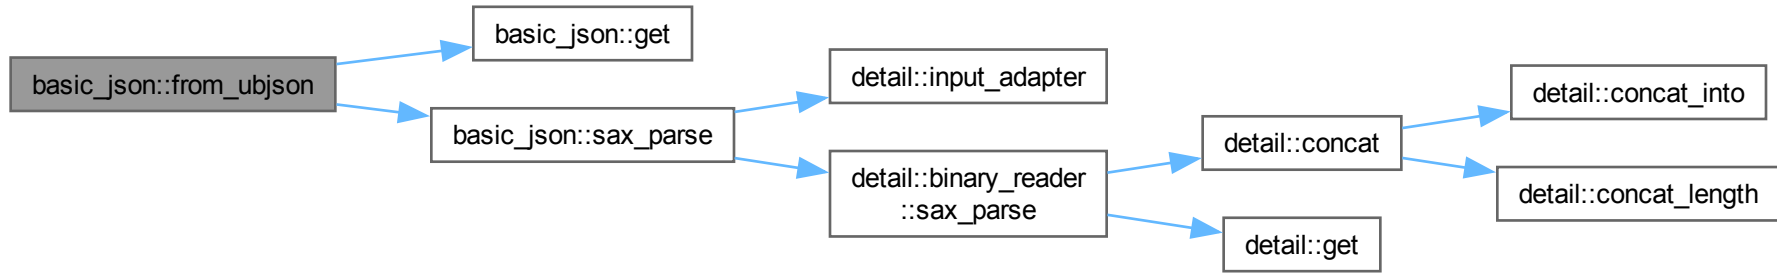 basic_json::from_ubjson
basic_json::get
basic_json::sax_parse
detail::input_adapter
detail::binary_reader
::sax_parse
detail::concat
detail::get
detail::concat_into
detail::concat_length